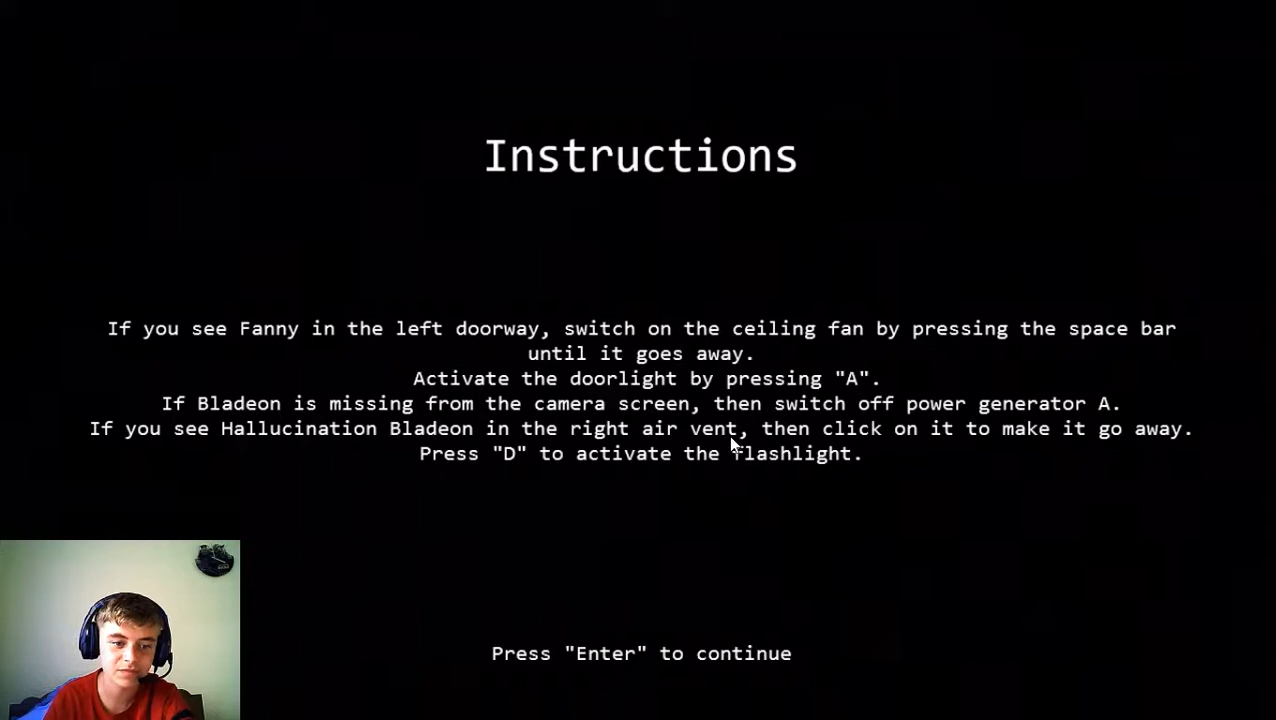 Instructions
If you see Fanny in the left doorway, switch on the ceiling fan by pressing the space bar
until it goes away.
Activate the doorlight by pressing "A".
If Bladeon is missing from the camera screen, then switch off power generator A.
If you see Hallucination Bladeon in the right air vent, then click on it to make it go away.
Press "D" to activate the flashlight.
Press "Enter" to continue